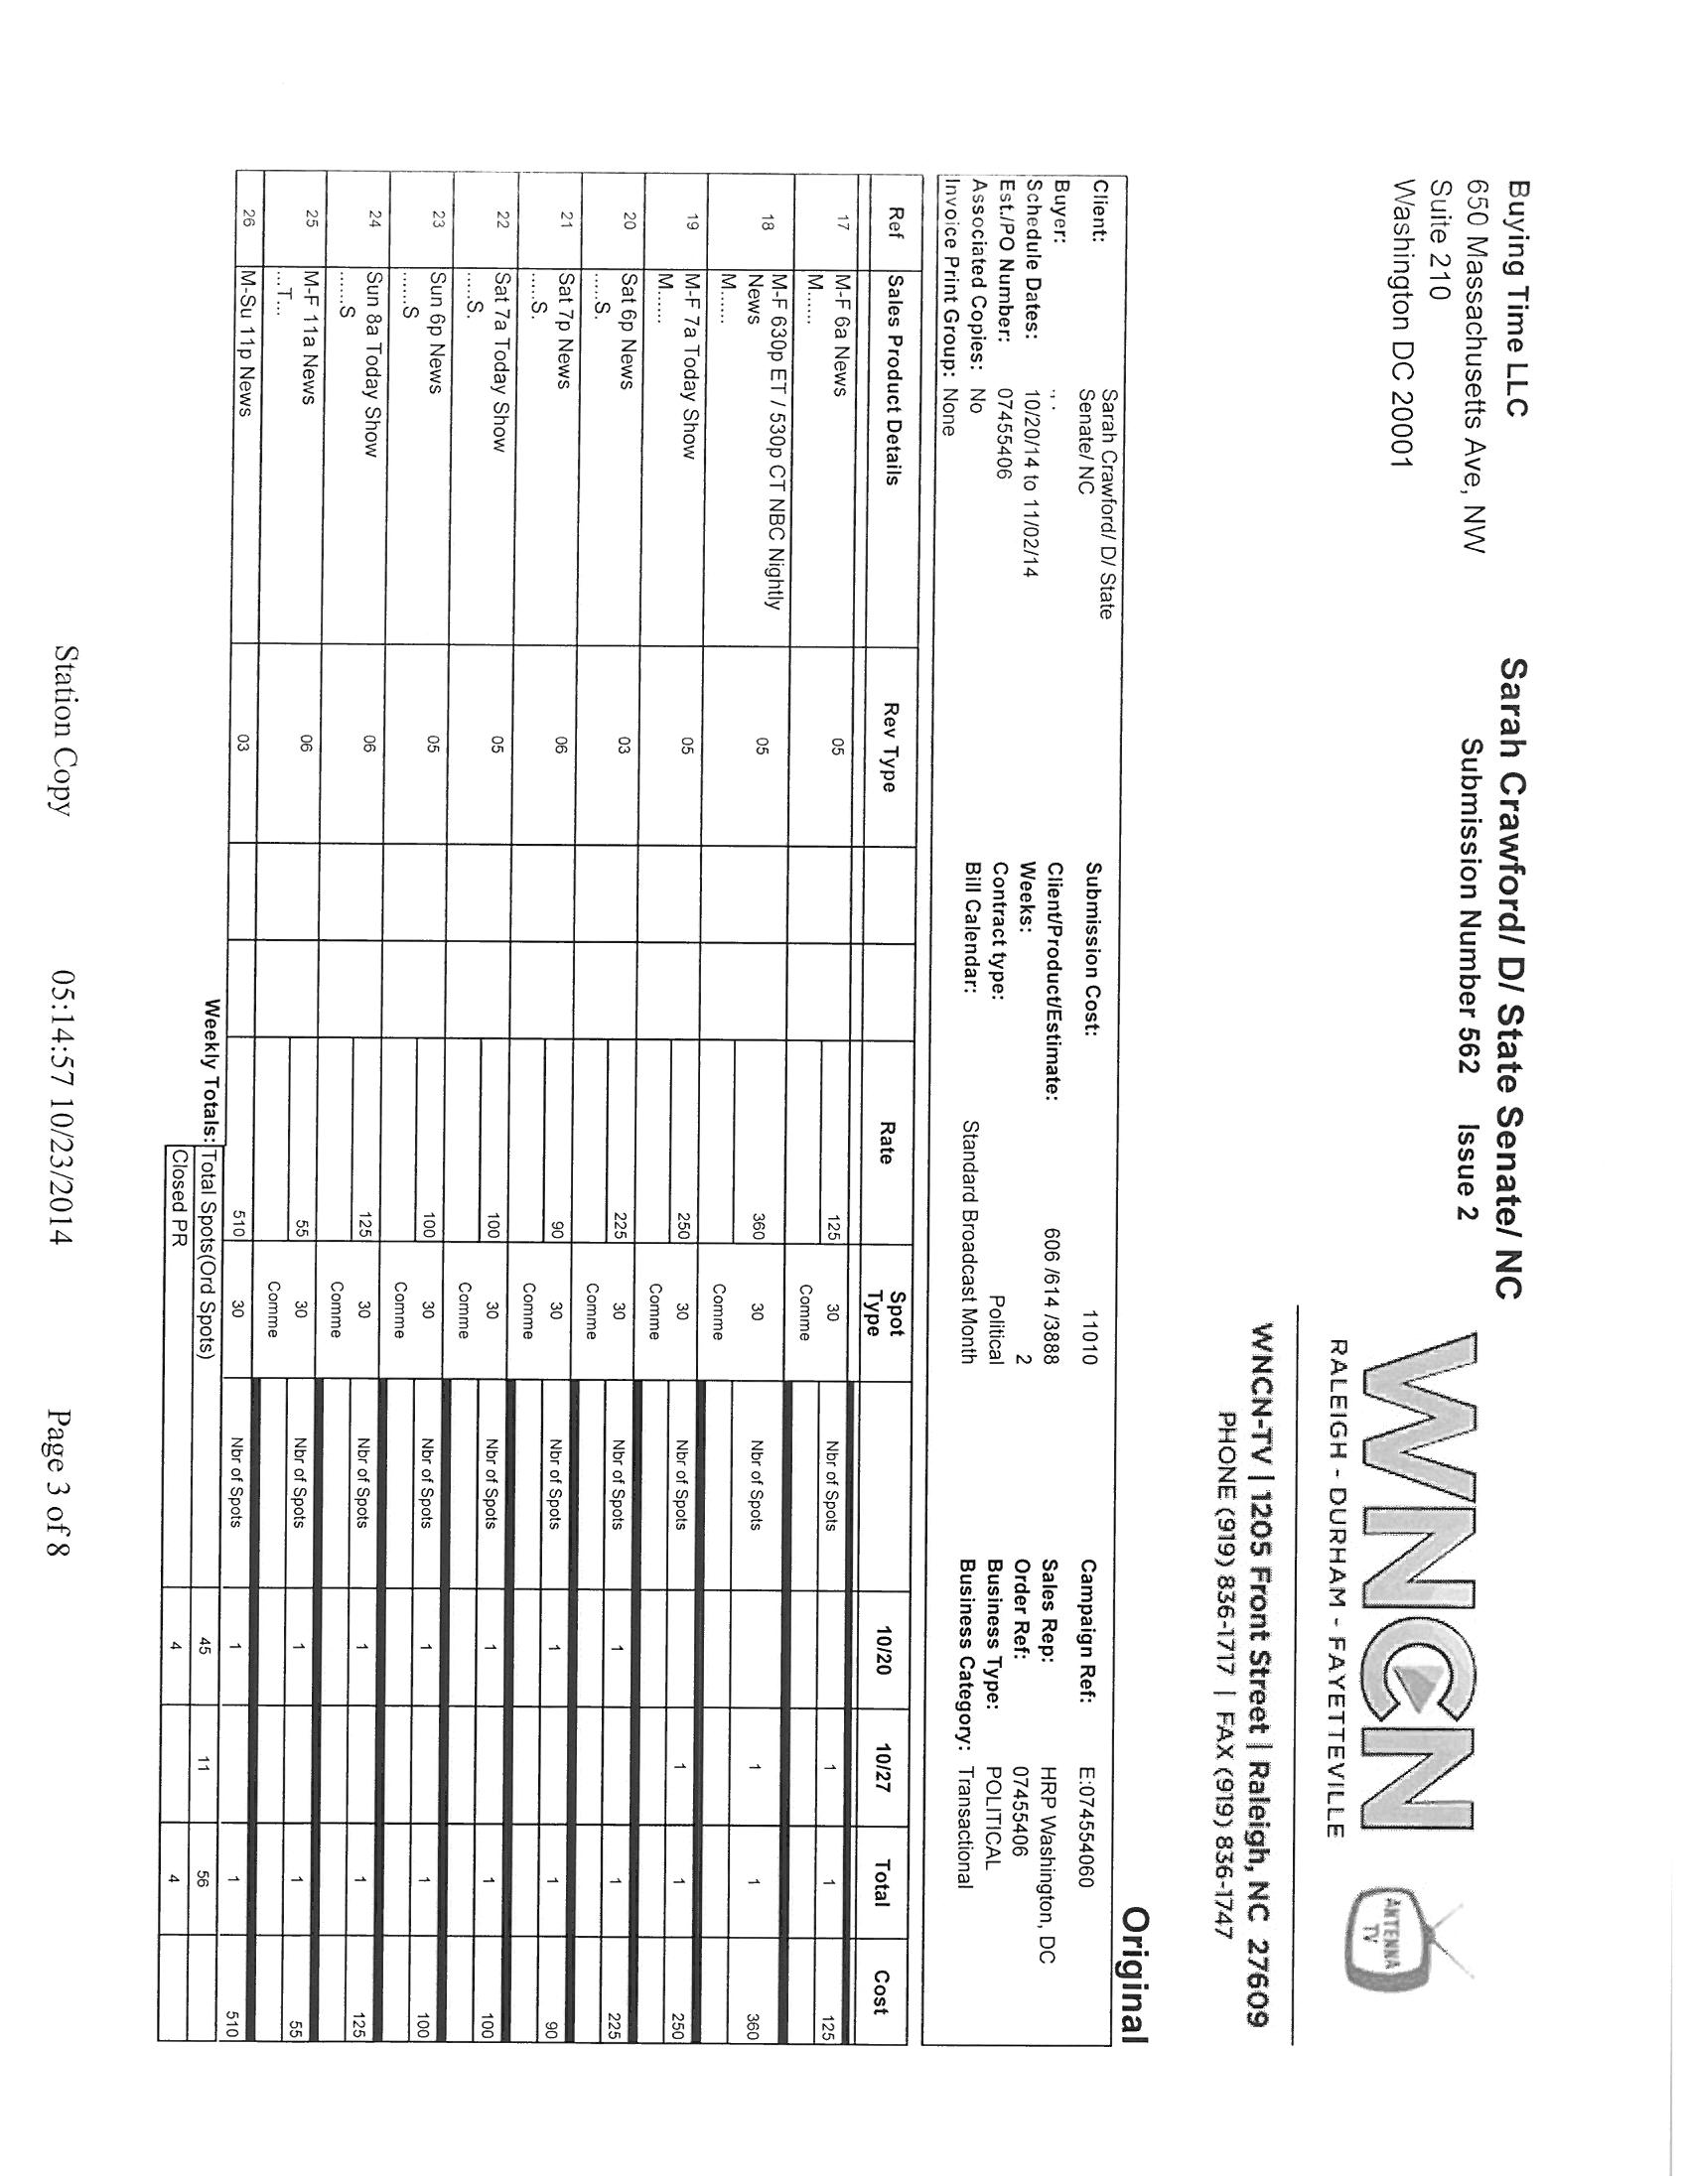 Buying Time LLC
650 Massachusetts Ave, NW
Suite 210
Washington DC 20001
Sarah Crawford/ D/ State Senate/ NC
Submission Number 562 Issue 2
WNCN
RALEIGH - DURHAM - FAYETTEVILLE
ANTENNA
TV
WNCN-TV | 1205 Front Street | Raleigh, NC 27609
PHONE (919) 836-1717 | FAX (919) 836-1747
Original
Client: Sarah Crawford/ D/ State Submission Cost: 11010 Campaign Ref: E:074554060
Senate/ NC
Buyer: , . Client/Product/Estimate: 606 /614 /3888 Sales Rep: HRP Washington, DC
Schedule Dates: 10/20/14 to 11/02/14 Weeks: 2 Order Ref: 07455406
Est./PO Number: 07455406 Contract type: Political Business Type: POLITICAL
Associated Copies: No Bill Calendar: Standard Broadcast Month Business Category: Transactional
Invoice Print Group: None
Ref Sales Product Details Rev Type Rate Spot Type 10/20 10/27 Total Cost
17 M-F 6a News 05 125 30 Nbr of Spots 1 1 125
M...... Comme
18 M-F 630p ET / 530p CT NBC Nightly 05 360 30 Nbr of Spots 1 1 360
News
M...... Comme
19 M-F 7a Today Show 05 250 30 Nbr of Spots 1 1 250
M...... Comme
20 Sat 6p News 03 225 30 Nbr of Spots 1 1 225
.....S. Comme
21 Sat 7p News 06 90 30 Nbr of Spots 1 1 90
.....S. Comme
22 Sat 7a Today Show 05 100 30 Nbr of Spots 1 1 100
.....S. Comme
23 Sun 6p News 05 100 30 Nbr of Spots 1 1 100
......S Comme
24 Sun 8a Today Show 06 125 30 Nbr of Spots 1 1 125
......S Comme
25 M-F 11a News 06 55 30 Nbr of Spots 1 1 55
...T... Comme
26 M-Su 11p News 03 510 30 Nbr of Spots 1 1 510
Weekly Totals: Total Spots(Ord Spots) 45 11 56
Closed PR 4 4
Station Copy 05:14:57 10/23/2014 Page 3 of 8